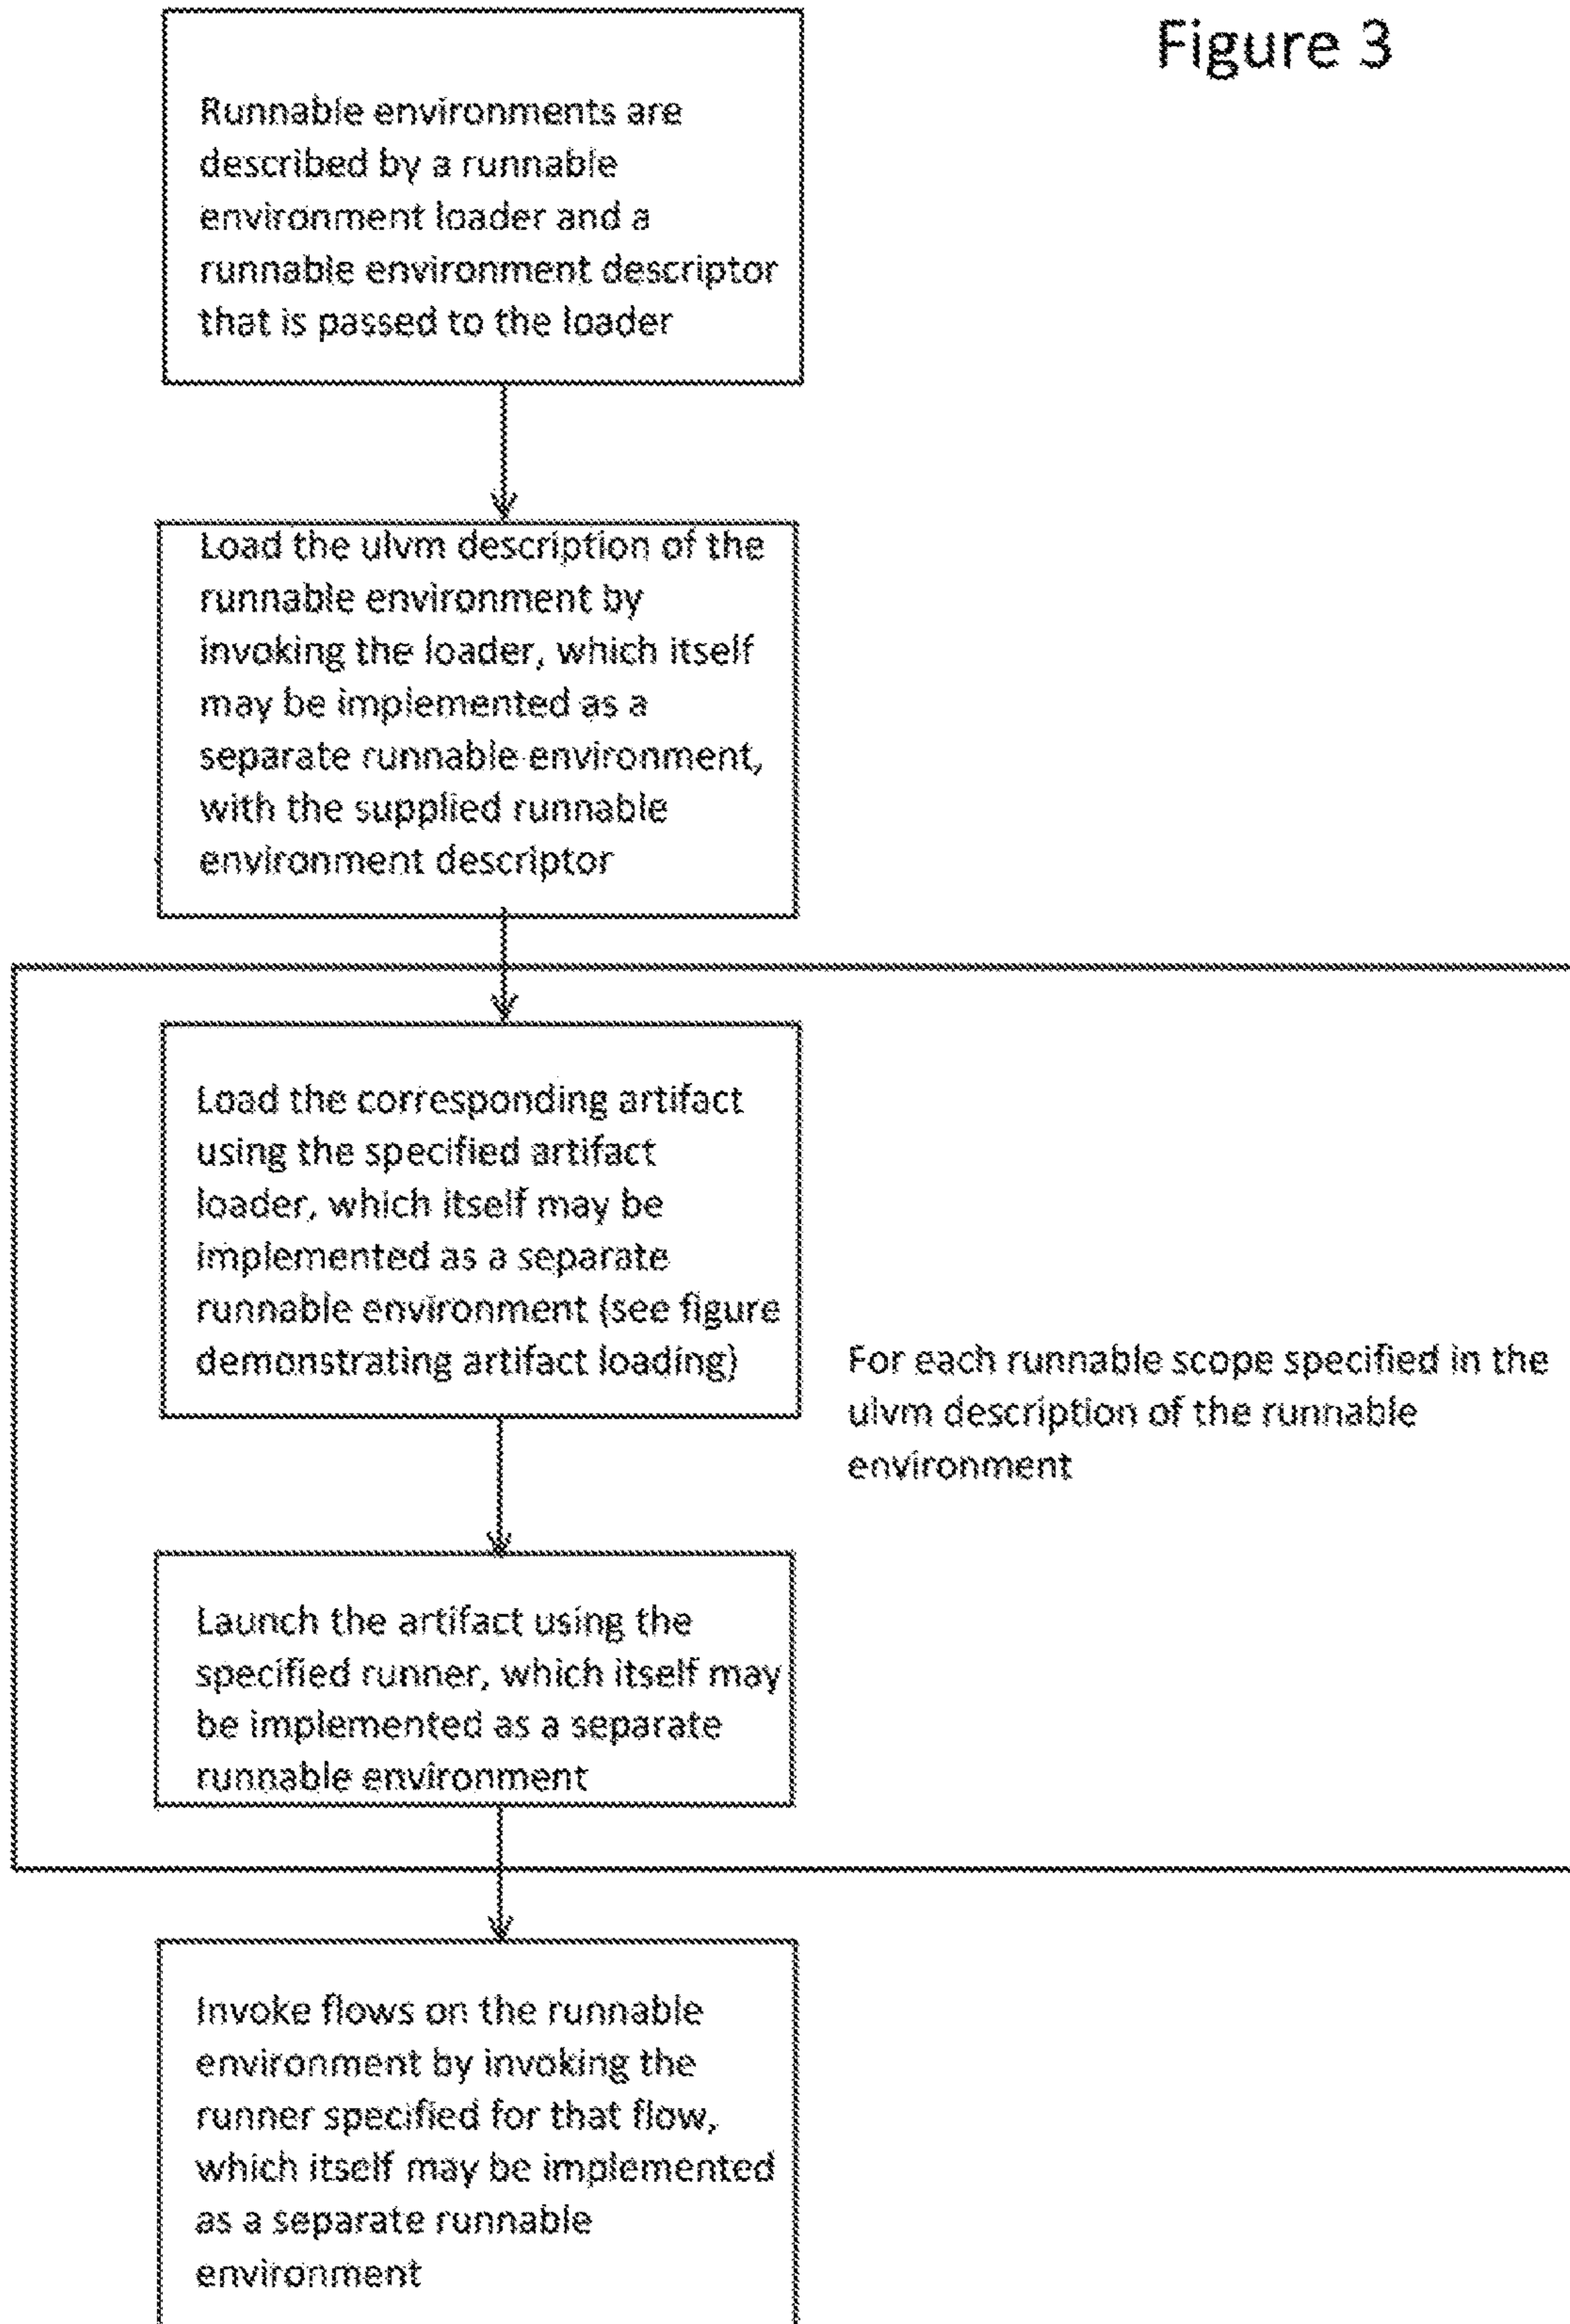 Figure 3
Runnable environments are
described by a runnable
environment loader and a
runnable environment descriptor
that is passed to the loader
Load the ulvm description of the
runnable environment by
invoking the loader, which itself
may be implemented as a
separate runnable environment,
with the supplied runnable
environment descriptor
Load the corresponding artifact
using the specified artifact
loader, which itself may be
implemented as a separate
runnable environment (see figure
demonstrating artifact loading)
For each runnable scope specified in the
ulvm description of the runnable
environment
Launch the artifact using the
specified runner, which itself may
be implemented as a separate
runnable environment
Invoke flows on the runnable
environment by invoking the
runner specified for that flow,
which itself may be implemented
as a separate runnable
environment